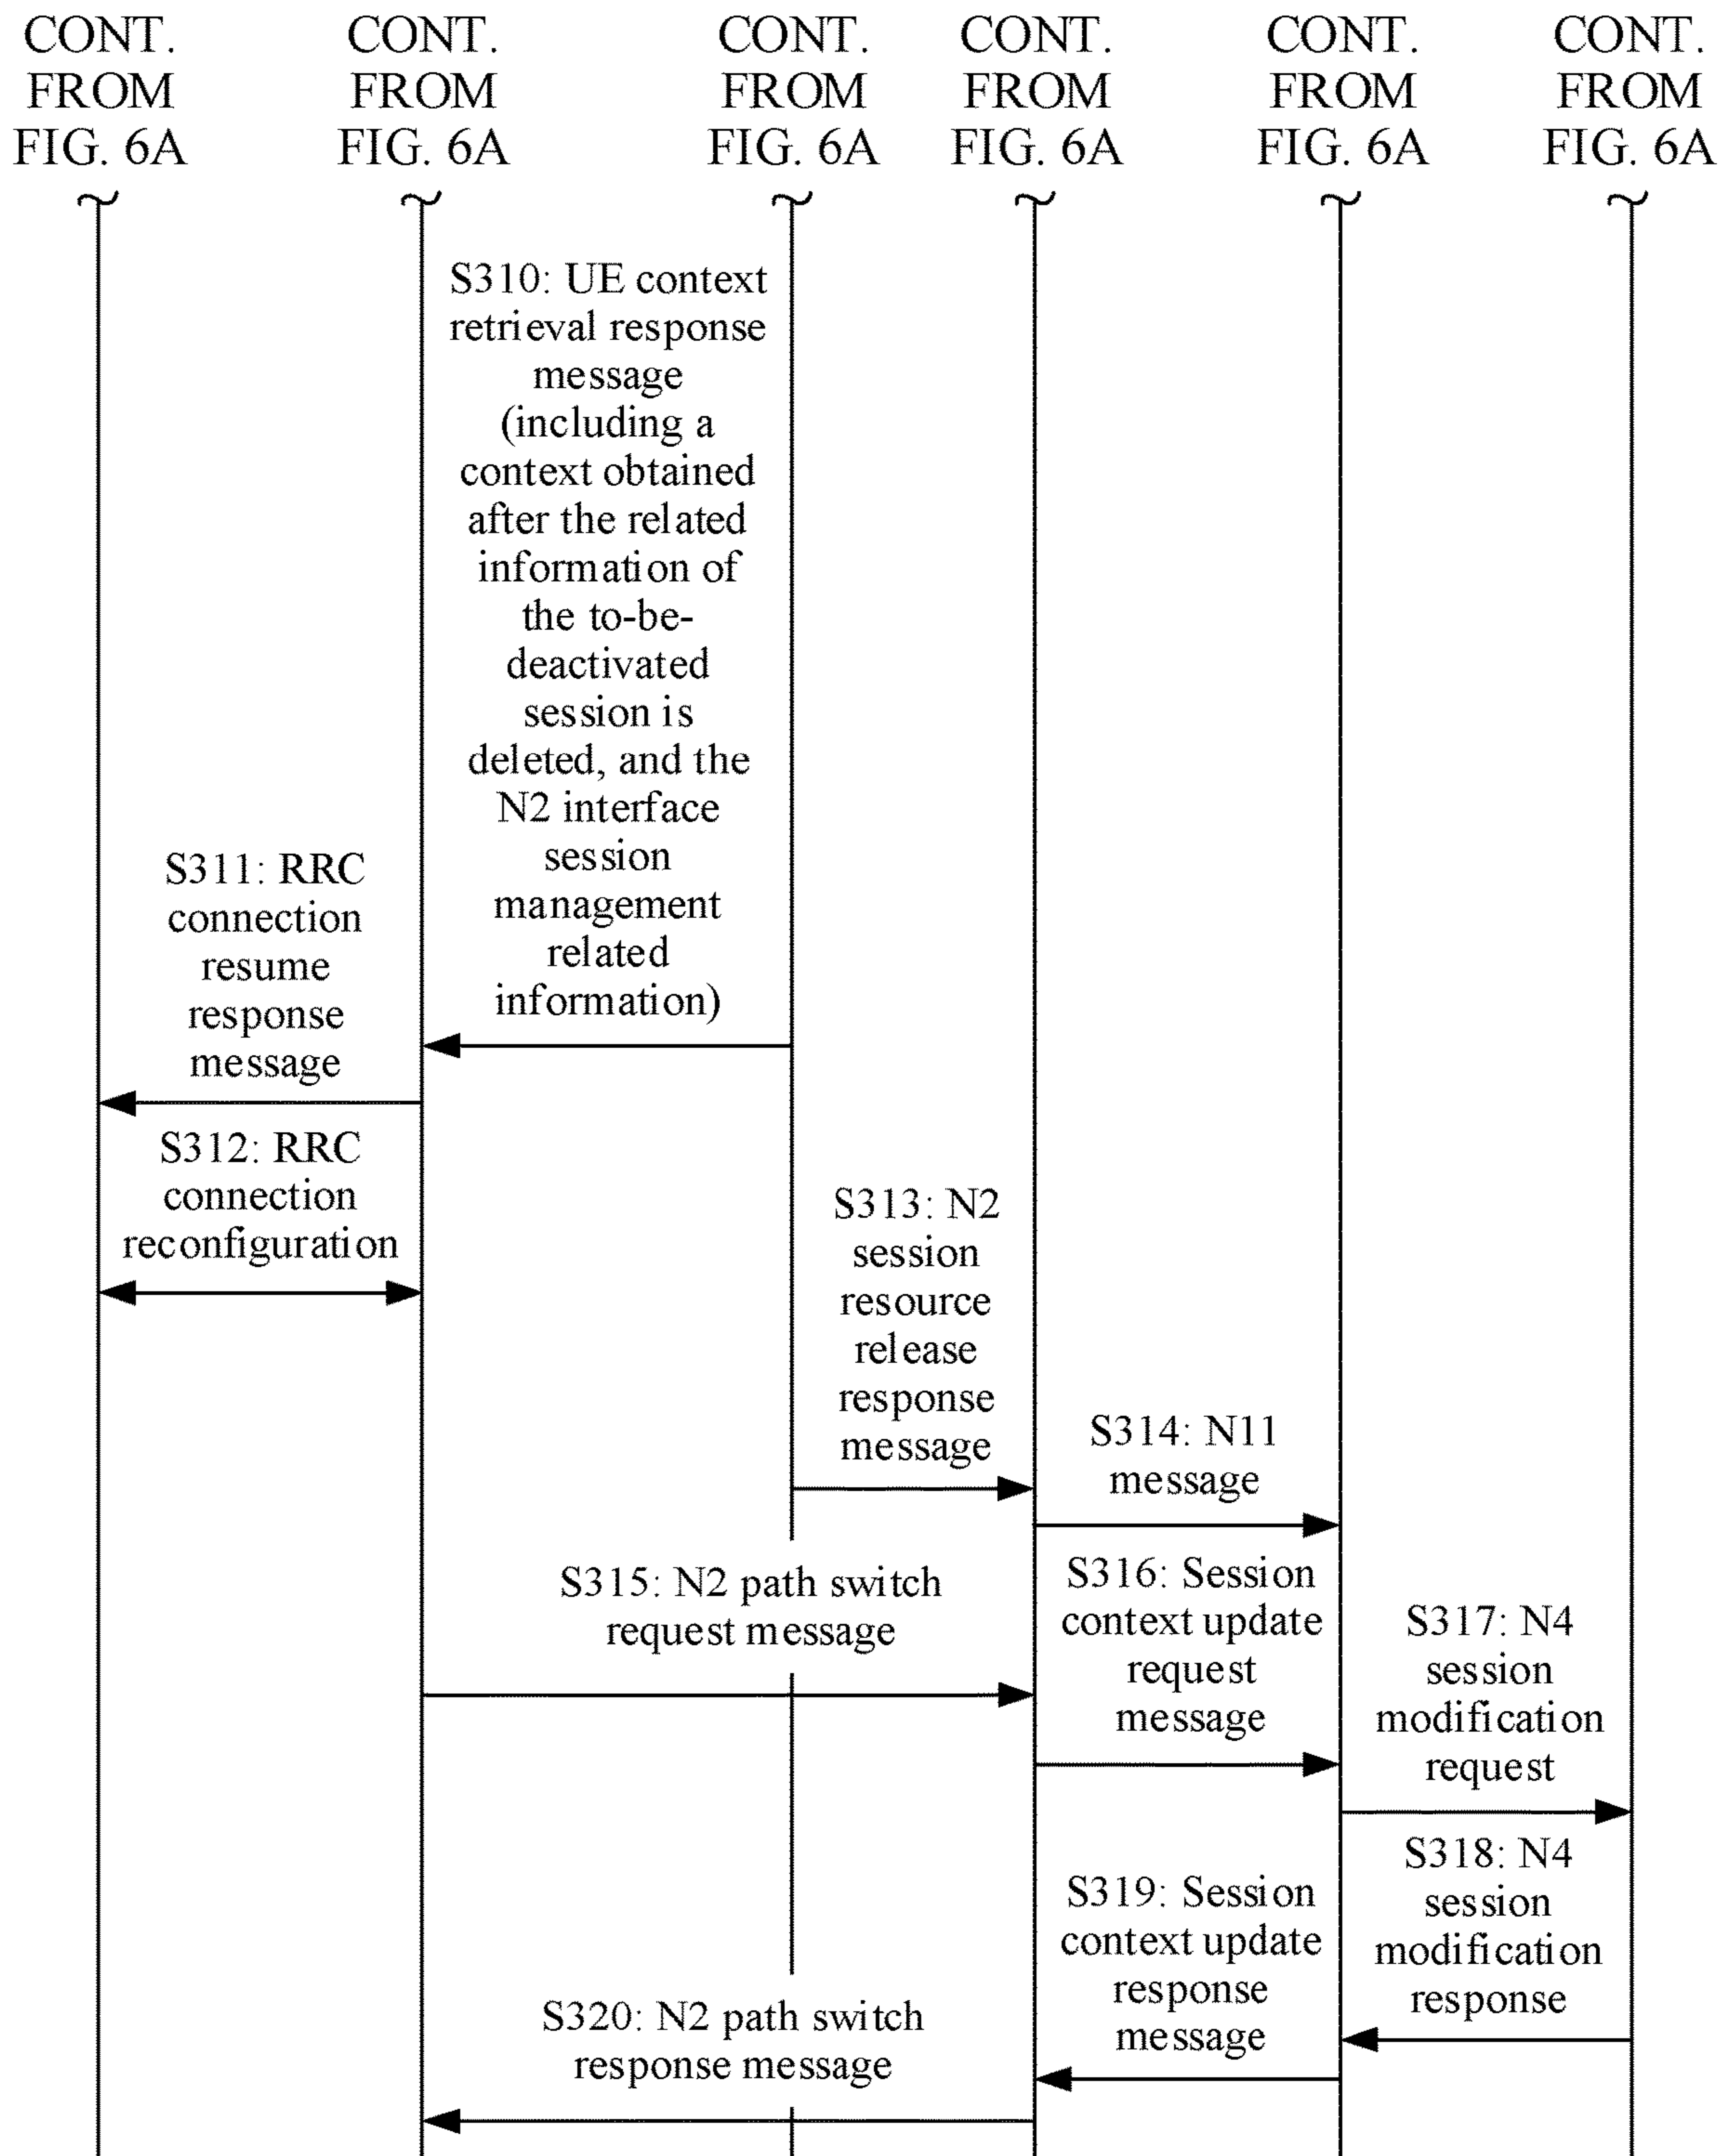 CONT.
FROM
FIG. 6A
CONT.
FROM
FIG. 6A
CONT.
FROM
FIG. 6A
CONT.
FROM
FIG. 6A
CONT.
FROM
FIG. 6A
CONT.
FROM
FIG. 6A
S310: UE context
retrieval response
message
(including a
context obtained
after the related
information of
the to-be-
deactivated
session is
deleted, and the
N2 interface
session
management
related
information)
S311: RRC
connection
resume
response
message
S312: RRC
connection
reconfiguration
S313: N2
session
resource
release
response
message
S314: N11
message
S315: N2 path switch
request message
S316: Session
context update
request
message
S317: N4
session
modification
request
S318: N4
session
modification
response
S319: Session
context update
response
message
S320: N2 path switch
response message